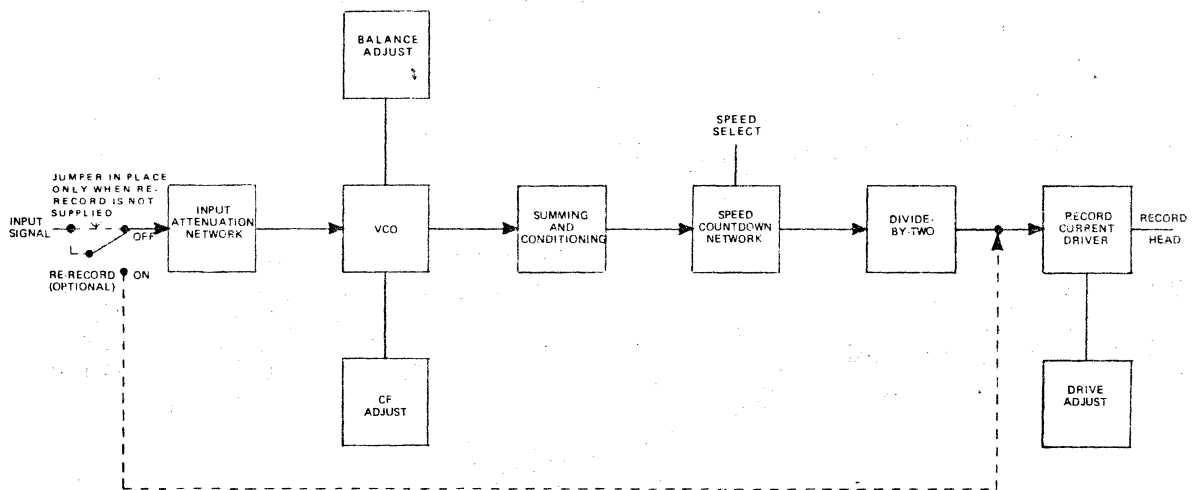 BALANCE
ADJUST
SPEED
SELECT
JUMPER IN PLACE
ONLY WHEN RE-
RECORD IS NOT
SUPPLIED
INPUT
SIGNAL
OFF
RE-RECORD
(OPTIONAL)
ON
INPUT
ATTENUATION
NETWORK
VCO
SUMMING
AND
CONDITIONING
SPEED
COUNTDOWN
NETWORK
DIVIDE-
BY-TWO
RECORD
CURRENT
DRIVER
RECORD
HEAD
CF
ADJUST
DRIVE
ADJUST